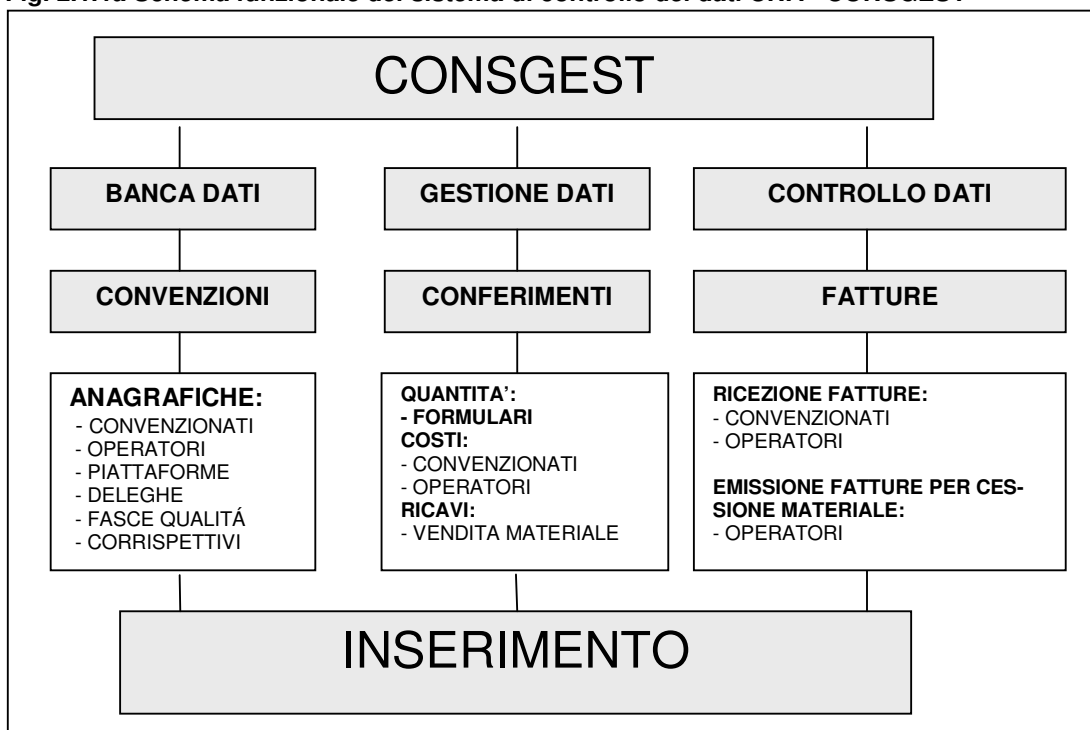 CONSGEST
BANCA DATI
GESTIONE DATI
CONTROLLO DATI
CONVENZIONI
CONFERIMENTI
FATTURE
ANAGRAFICHE:
- CONVENZIONATI
- OPERATORI
- PIATTAFORME
- DELEGHE
- FASCE QUALITÁ
- CORRISPETTIVI
QUANTITA’:
- FORMULARI
COSTI:
- CONVENZIONATI
- OPERATORI
RICAVI:
- VENDITA MATERIALE
RICEZIONE FATTURE:
- CONVENZIONATI
- OPERATORI
EMISSIONE FATTURE PER CES-
SIONE MATERIALE:
- OPERATORI
INSERIMENTO